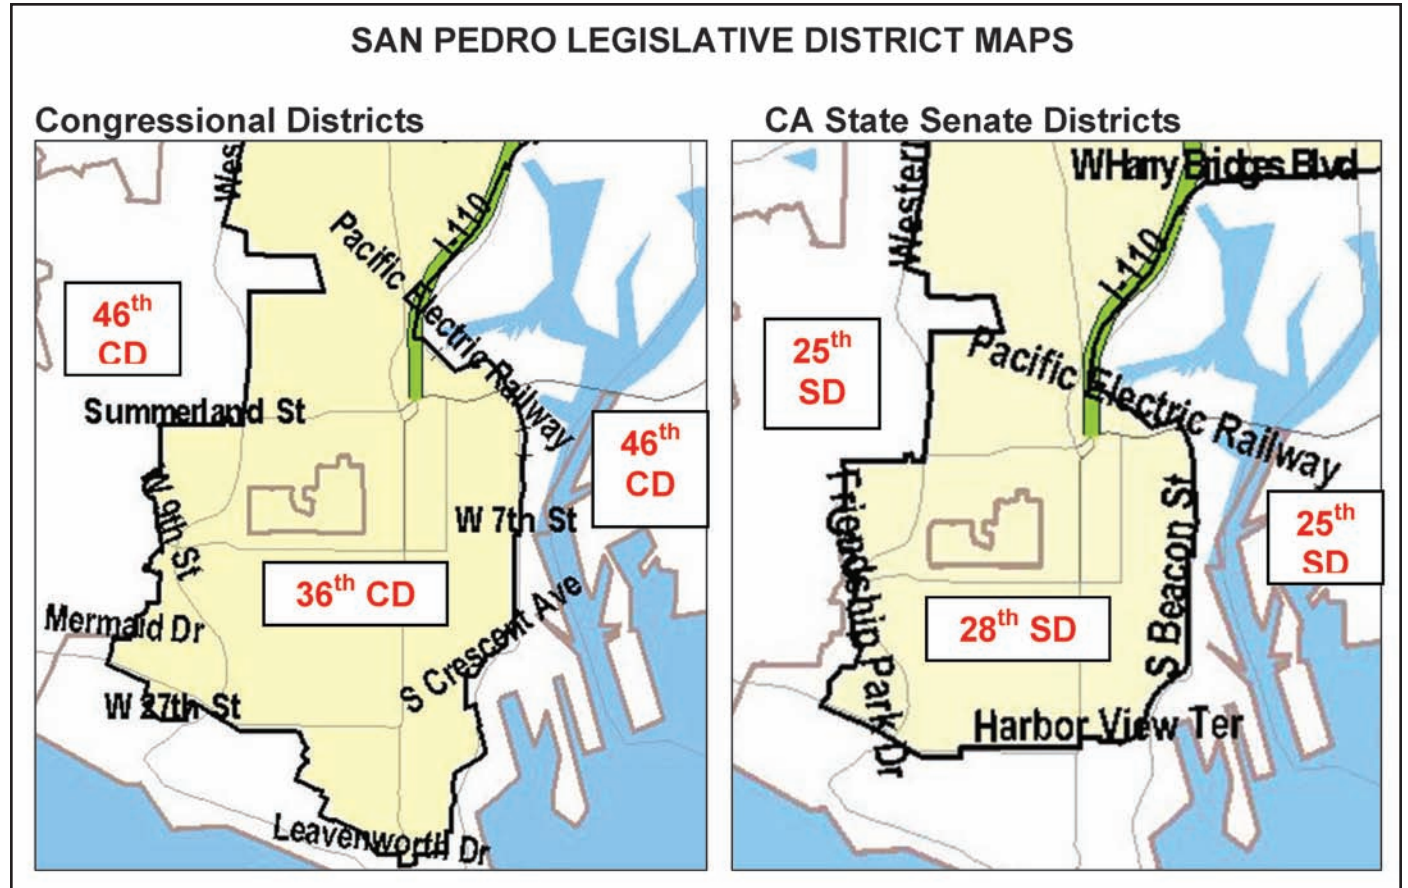 SAN PEDRO LEGISLATIVE DISTRICT MAPS
Congressional Districts
Wes
I-110
Pacific Electric Railway
46th
CD
Summerland St
46th
CD
W 9th St
W 7th St
36th CD
Mermaid Dr
S Crescent Ave
W 27th St
Leavenworth Dr
CA State Senate Districts
W Harry Bridges Blvd
Western
I-110
25th
SD
Pacific Electric Railway
25th
SD
Friendship Park Dr
S Beacon St
28th SD
Harbor View Ter